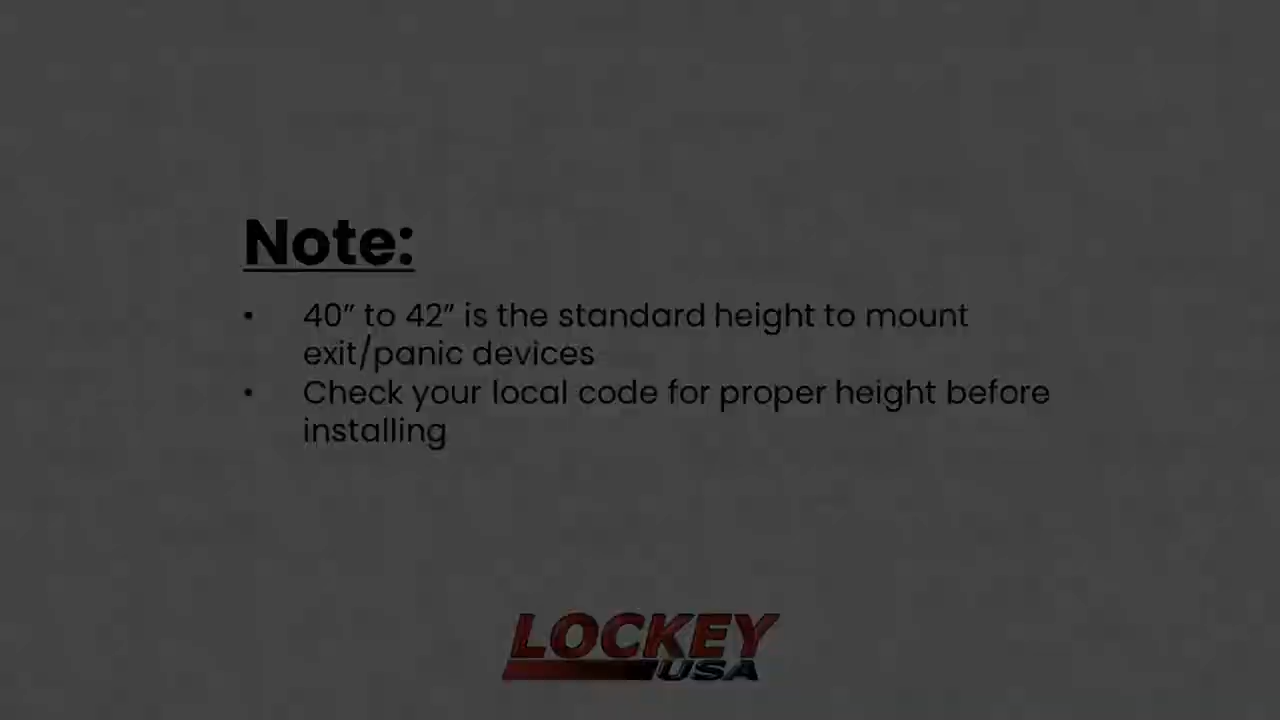 Note:
• 40” to 42” is the standard height to mount
exit/panic devices
• Check your local code for proper height before
installing
LOCKEY
USA